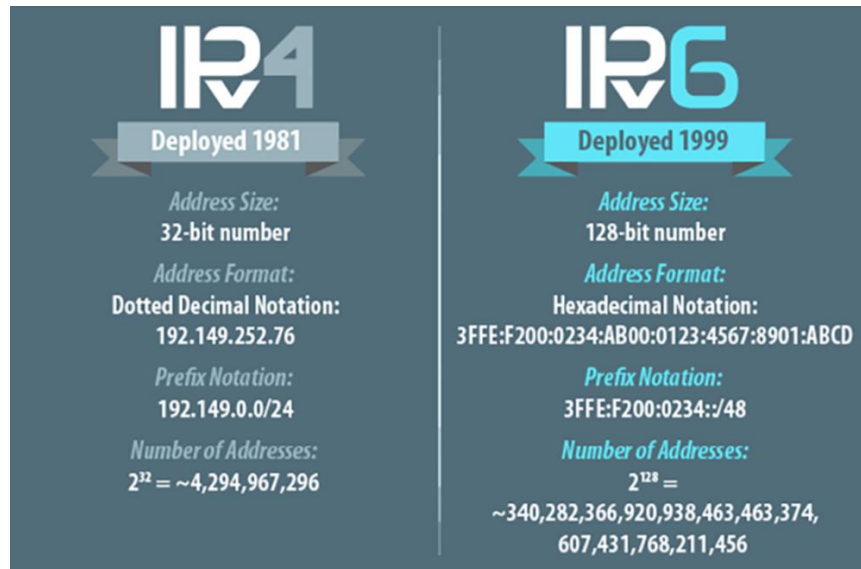 IPv4
Deployed 1981
Address Size:
32-bit number
Address Format:
Dotted Decimal Notation:
192.149.252.76
Prefix Notation:
192.149.0.0/24
Number of Addresses:
2³² = ~4,294,967,296
IPv6
Deployed 1999
Address Size:
128-bit number
Address Format:
Hexadecimal Notation:
3FFE:F200:0234:AB00:0123:4567:8901:ABCD
Prefix Notation:
3FFE:F200:0234::/48
Number of Addresses:
2¹²⁸ =
~340,282,366,920,938,463,463,374,
607,431,768,211,456